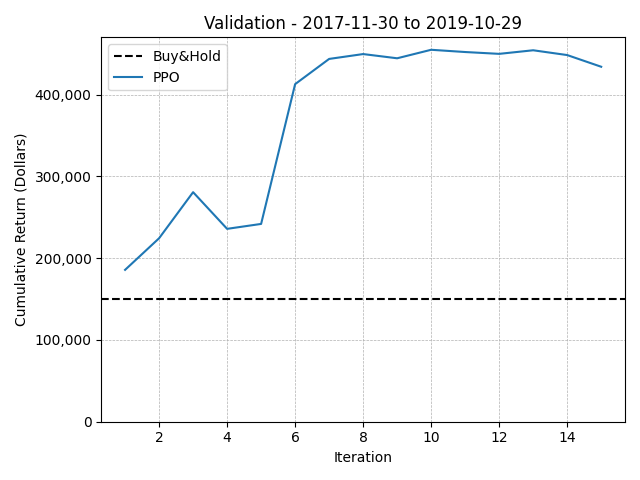 Validation - 2017-11-30 to 2019-10-29
Buy&Hold
PPO
Cumulative Return (Dollars)
400,000
300,000
200,000
100,000
0
2 4 6 8 10 12 14
Iteration